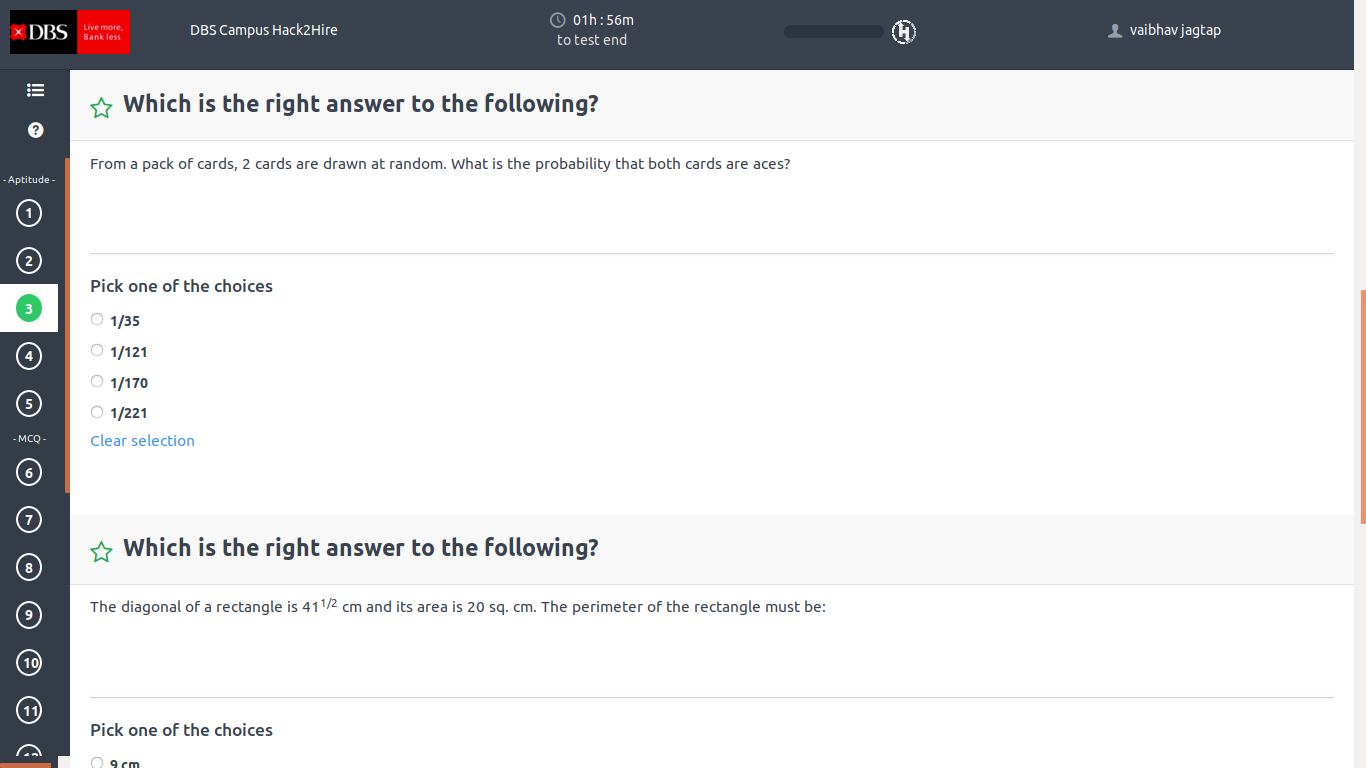 DBS
Live more,
Bank less
DBS Campus Hack2Hire
01h : 56m
to test end
H
vaibhav jagtap
- Aptitude -
1
2
3
4
5
- MCQ -
6
7
8
9
10
11
12
Which is the right answer to the following?
From a pack of cards, 2 cards are drawn at random. What is the probability that both cards are aces?
Pick one of the choices
1/35
1/121
1/170
1/221
Clear selection
Which is the right answer to the following?
The diagonal of a rectangle is 41^1/2 cm and its area is 20 sq. cm. The perimeter of the rectangle must be:
Pick one of the choices
9 cm